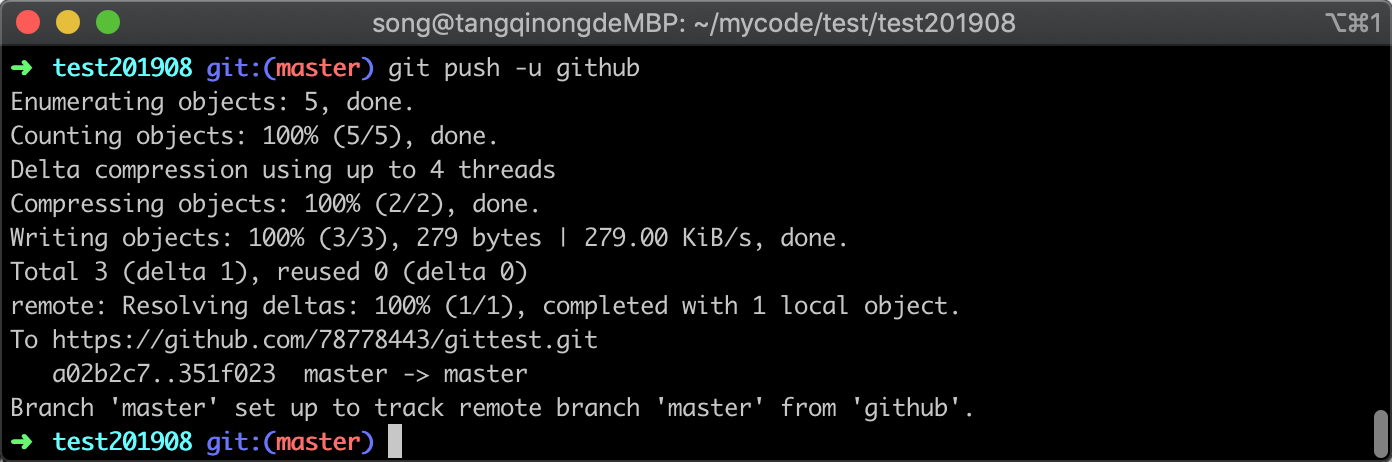 song@tangqinongdeMBP: ~/mycode/test/test201908 ⌥⌘1
➜ test201908 git:(master) git push -u github
Enumerating objects: 5, done.
Counting objects: 100% (5/5), done.
Delta compression using up to 4 threads
Compressing objects: 100% (2/2), done.
Writing objects: 100% (3/3), 279 bytes | 279.00 KiB/s, done.
Total 3 (delta 1), reused 0 (delta 0)
remote: Resolving deltas: 100% (1/1), completed with 1 local object.
To https://github.com/78778443/gittest.git
   a02b2c7..351f023  master -> master
Branch 'master' set up to track remote branch 'master' from 'github'.
➜ test201908 git:(master)